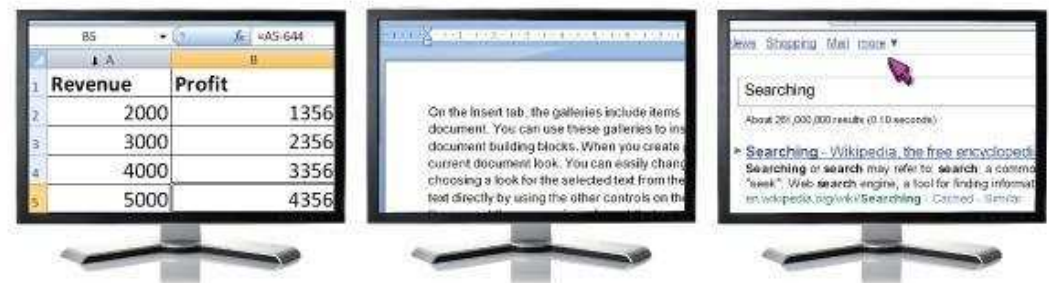 B5 fx =A5-644
A B
1 Revenue Profit
2 2000 1356
3 3000 2356
4 4000 3356
5 5000 4356
On the Insert tab, the galleries include items
document. You can use these galleries to ins
document building blocks. When you create
current document look. You can easily chang
choosing a look for the selected text from the
text directly by using the other controls on the
News Shopping Mail more ▼
Searching
About 261,000,000 results (0.10 seconds)
Searching - Wikipedia, the free encyclopedi
Searching or search may refer to: search, a commo
"seek". Web search engine, a tool for finding informat
en.wikipedia.org/wiki/Searching - Cached - Similar